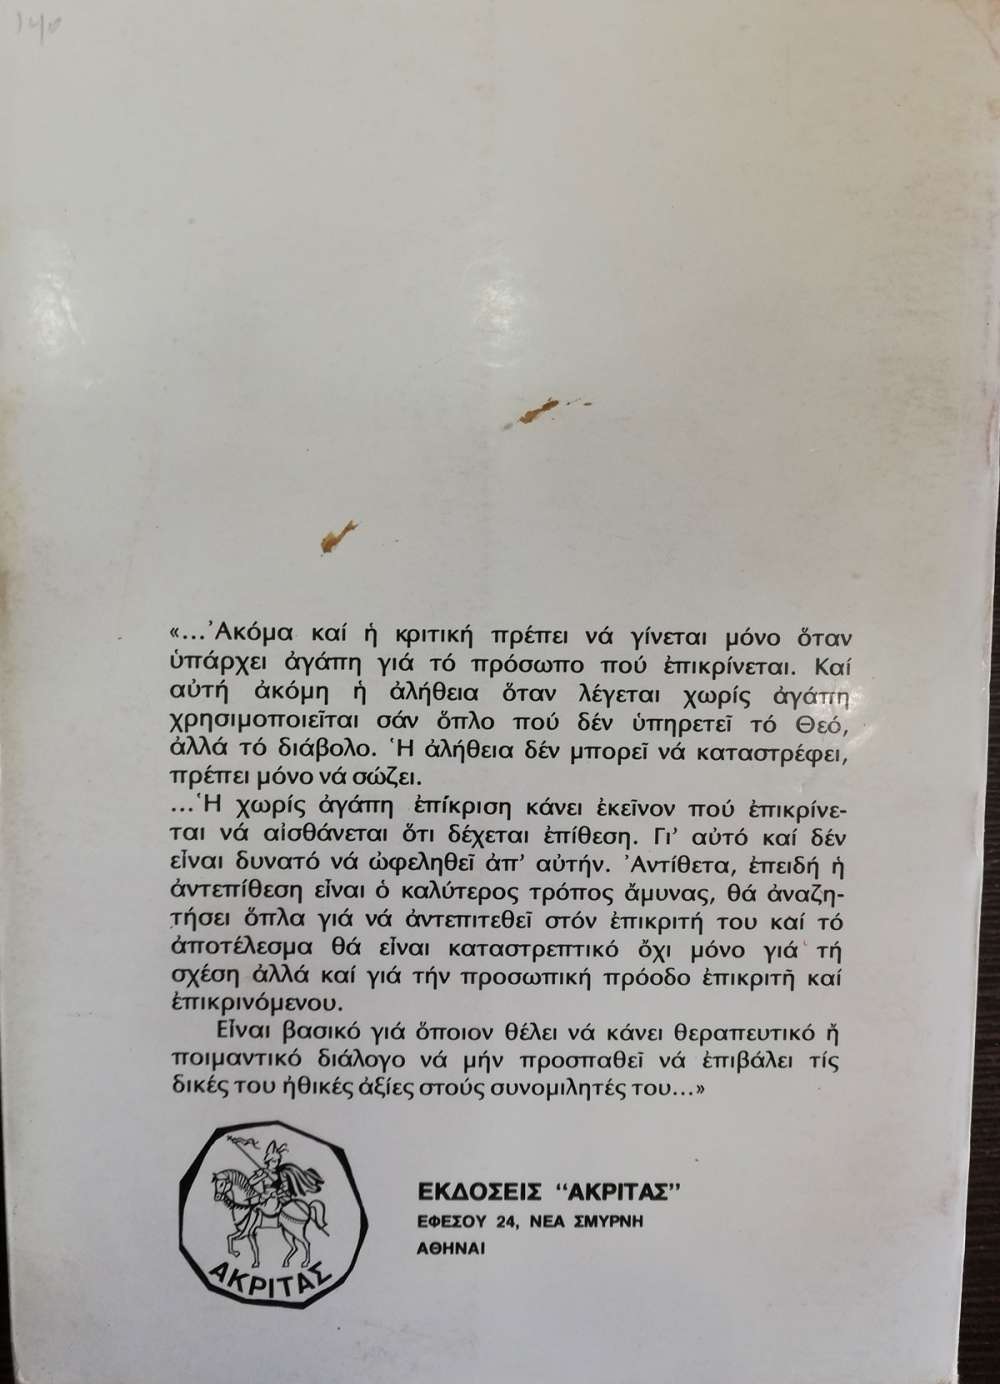 140
«...Ἀκόμα καί ἡ κριτική πρέπει νά γίνεται μόνο ὅταν
ὑπάρχει ἀγάπη γιά τό πρόσωπο πού ἐπικρίνεται. Καί
αὐτή ἀκόμη ἡ ἀλήθεια ὅταν λέγεται χωρίς ἀγάπη
χρησιμοποιεῖται σάν ὅπλο πού δέν ὑπηρετεῖ τό Θεό,
ἀλλά τό διάβολο. Ἡ ἀλήθεια δέν μπορεῖ νά καταστρέφει,
πρέπει μόνο νά σώζει.
...Ἡ χωρίς ἀγάπη ἐπίκριση κάνει ἐκεῖνον πού ἐπικρίνε-
ται νά αἰσθάνεται ὅτι δέχεται ἐπίθεση. Γι' αὐτό καί δέν
εἶναι δυνατό νά ὠφεληθεῖ ἀπ' αὐτήν. Ἀντίθετα, ἐπειδή ἡ
ἀντεπίθεση εἶναι ὁ καλύτερος τρόπος ἄμυνας, θά ἀναζη-
τήσει ὅπλα γιά νά ἀντεπιτεθεῖ στόν ἐπικριτή του καί τό
ἀποτέλεσμα θά εἶναι καταστρεπτικό ὄχι μόνο γιά τή
σχέση ἀλλά καί γιά τήν προσωπική πρόοδο ἐπικριτῆ καί
ἐπικρινόμενου.
Εἶναι βασικό γιά ὅποιον θέλει νά κάνει θεραπευτικό ἤ
ποιμαντικό διάλογο νά μήν προσπαθεῖ νά ἐπιβάλει τίς
δικές του ἠθικές ἀξίες στούς συνομιλητές του...»
ΑΚΡΙΤΑΣ
ΕΚΔΟΣΕΙΣ "ΑΚΡΙΤΑΣ"
ΕΦΕΣΟΥ 24, ΝΕΑ ΣΜΥΡΝΗ
ΑΘΗΝΑΙ